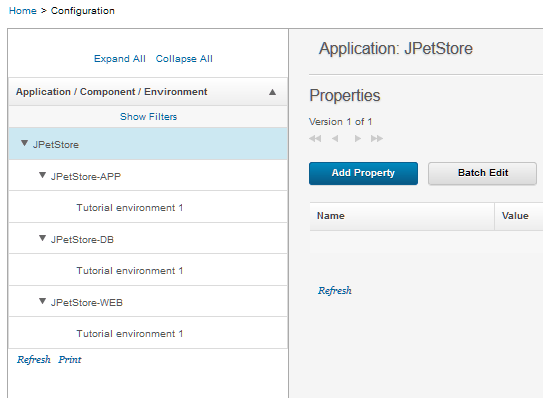 Home > Configuration
Expand All Collapse All
Application / Component / Environment
Show Filters
JPetStore
JPetStore-APP
Tutorial environment 1
JPetStore-DB
Tutorial environment 1
JPetStore-WEB
Tutorial environment 1
Refresh Print
Application: JPetStore
Properties
Version 1 of 1
Add Property Batch Edit
Name Value
Refresh